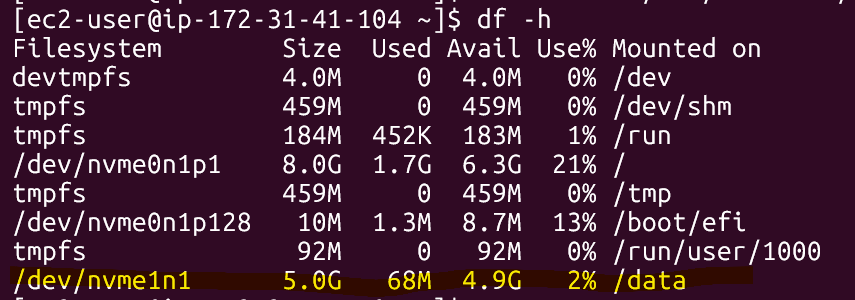 [ec2-user@ip-172-31-41-104 ~]$ df -h
Filesystem        Size  Used Avail Use% Mounted on
devtmpfs          4.0M     0  4.0M   0% /dev
tmpfs             459M     0  459M   0% /dev/shm
tmpfs             184M  452K  183M   1% /run
/dev/nvme0n1p1    8.0G  1.7G  6.3G  21% /
tmpfs             459M     0  459M   0% /tmp
/dev/nvme0n1p128   10M  1.3M  8.7M  13% /boot/efi
tmpfs              92M     0   92M   0% /run/user/1000
/dev/nvme1n1      5.0G   68M  4.9G   2% /data